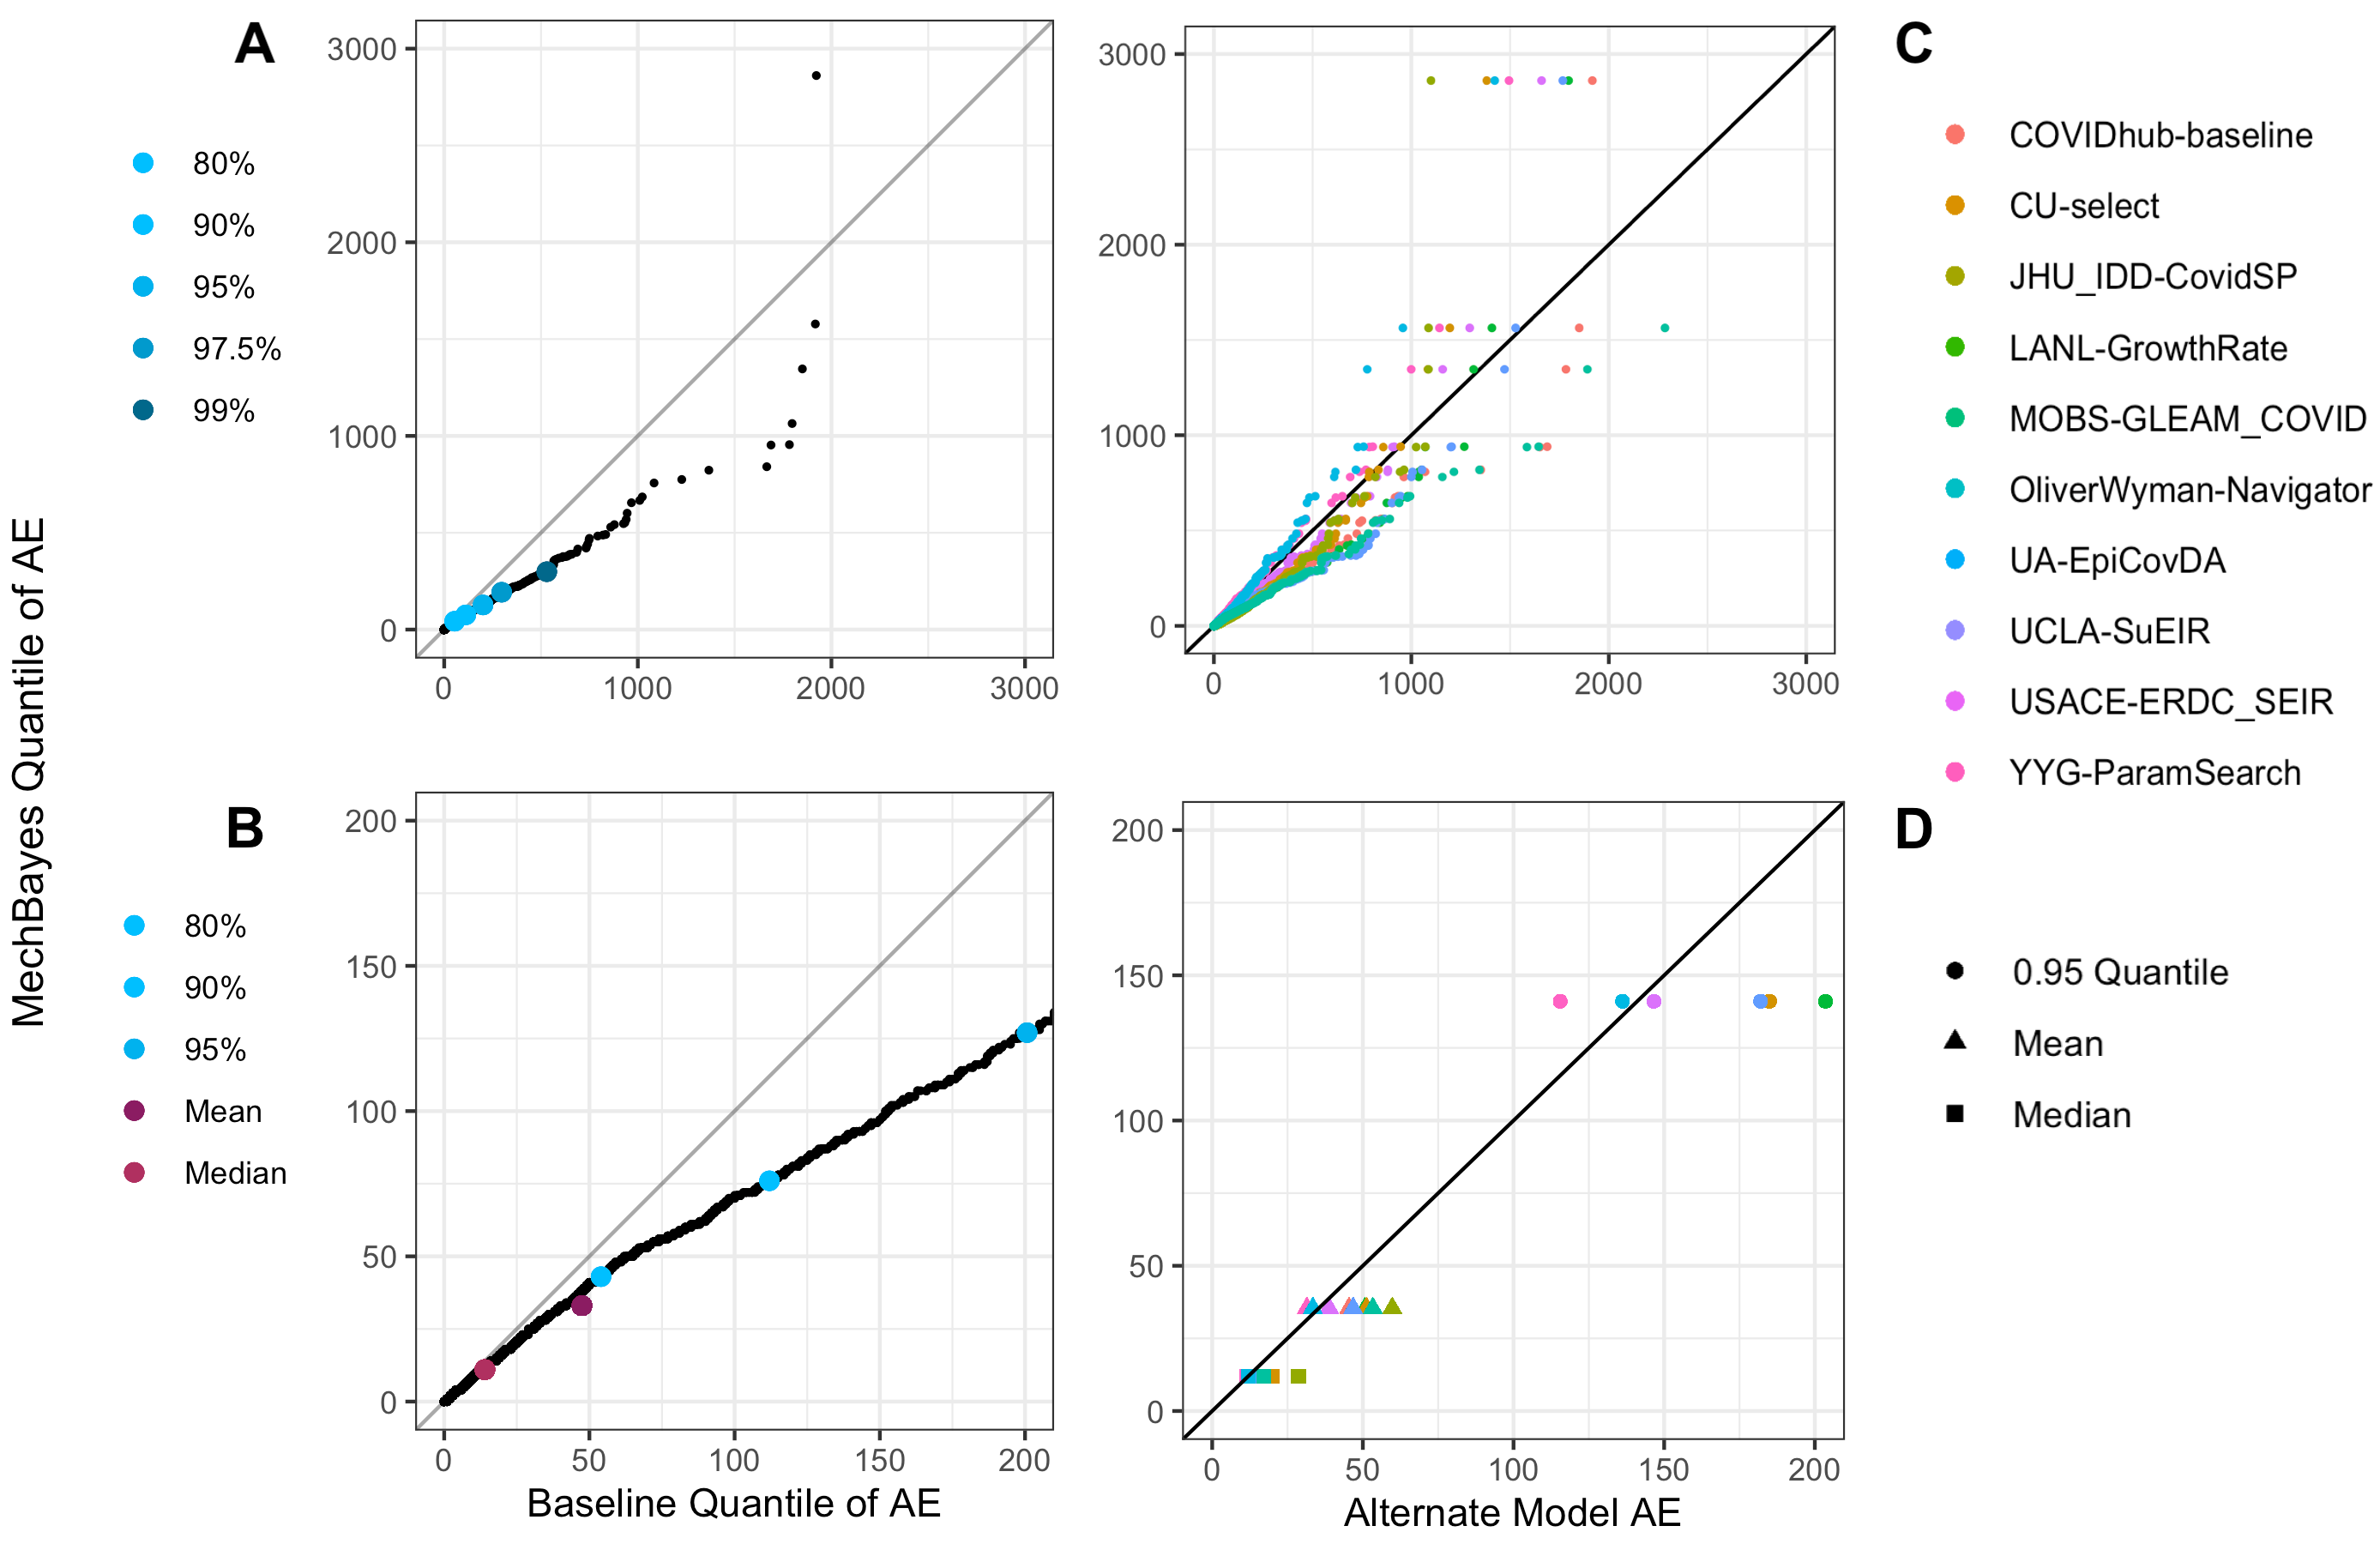 A
80%
90%
95%
97.5%
99%
3000
2000
1000
0
0 1000 2000 3000
3000
2000
1000
0
0 1000 2000 3000
C
COVIDhub-baseline
CU-select
JHU_IDD-CovidSP
LANL-GrowthRate
MOBS-GLEAM_COVID
OliverWyman-Navigator
UA-EpiCovDA
UCLA-SuEIR
USACE-ERDC_SEIR
YYG-ParamSearch
MechBayes Quantile of AE
B
80%
90%
95%
Mean
Median
200
150
100
50
0
0 50 100 150 200
Baseline Quantile of AE
200
150
100
50
0
0 50 100 150 200
Alternate Model AE
D
0.95 Quantile
Mean
Median